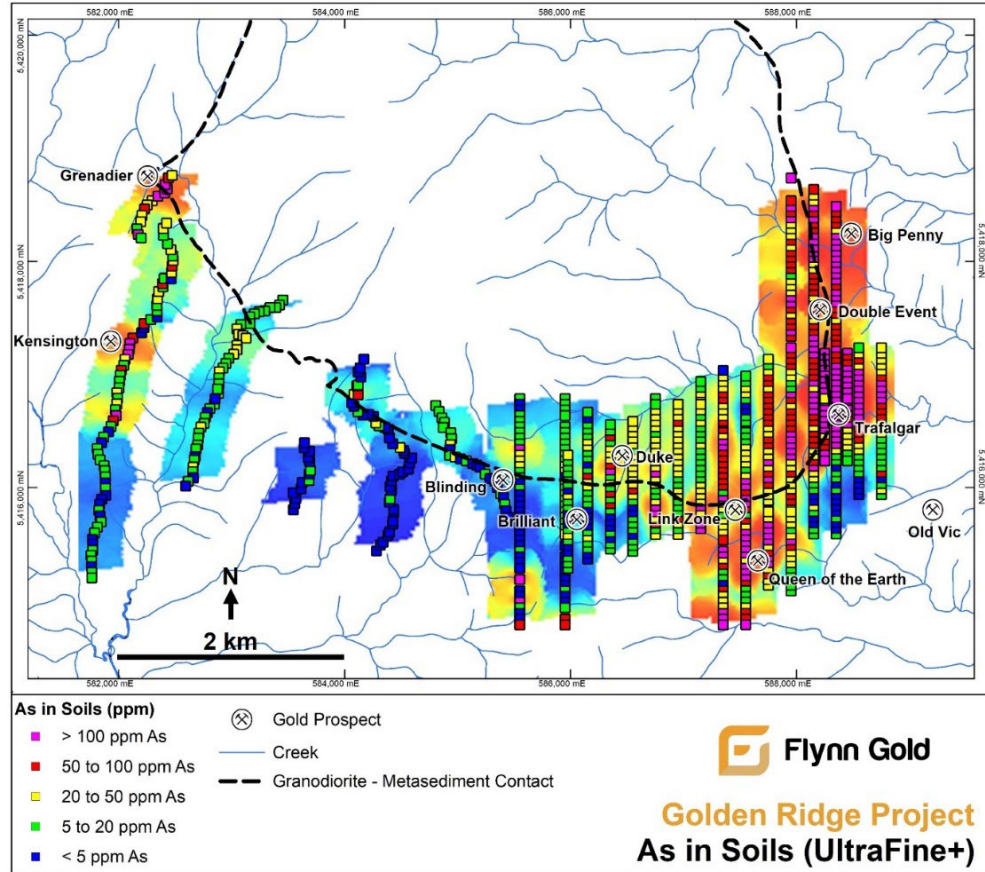 582,000 mE
584,000 mE
586,000 mE
588,000 mE
5,420,000 mN
5,420,000 mN
Grenadier
Big Penny
5,418,000 mN
5,418,000 mN
Double Event
Kensington
Trafalgar
Duke
Blinding
5,416,000 mN
5,416,000 mN
Brilliant
Link Zone
Old Vic
Queen of the Earth
N
2 km
582,000 mE
584,000 mE
586,000 mE
588,000 mE
As in Soils (ppm)
> 100 ppm As
50 to 100 ppm As
20 to 50 ppm As
5 to 20 ppm As
< 5 ppm As
Gold Prospect
Creek
Granodiorite - Metasediment Contact
Flynn Gold
Golden Ridge Project
As in Soils (UltraFine+)